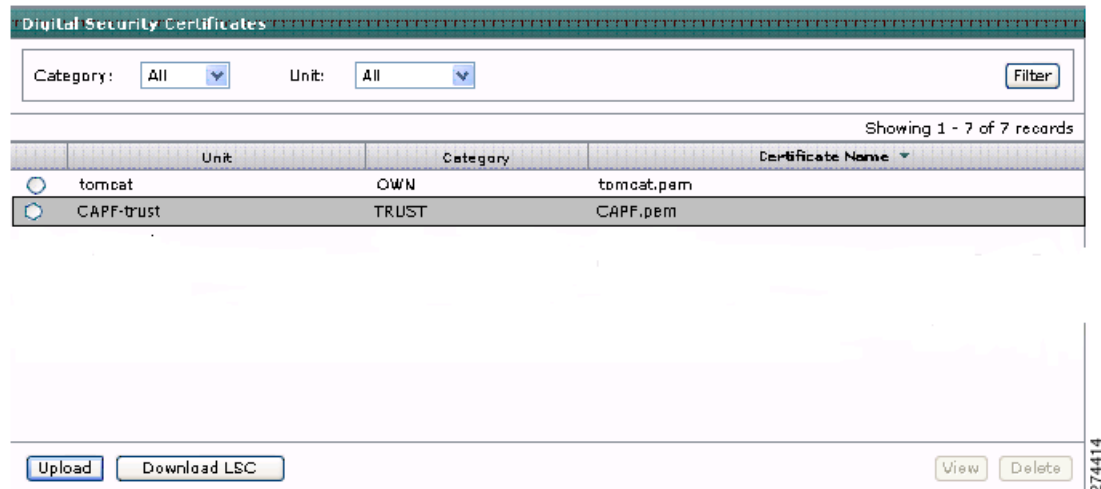 Digital Security Certificates
Category: All Unit: All Filter
Showing 1 - 7 of 7 records
Unit Category Certificate Name
tomcat OWN tomcat.pem
CAPF-trust TRUST CAPF.pem
Upload Download LSC View Delete
274414